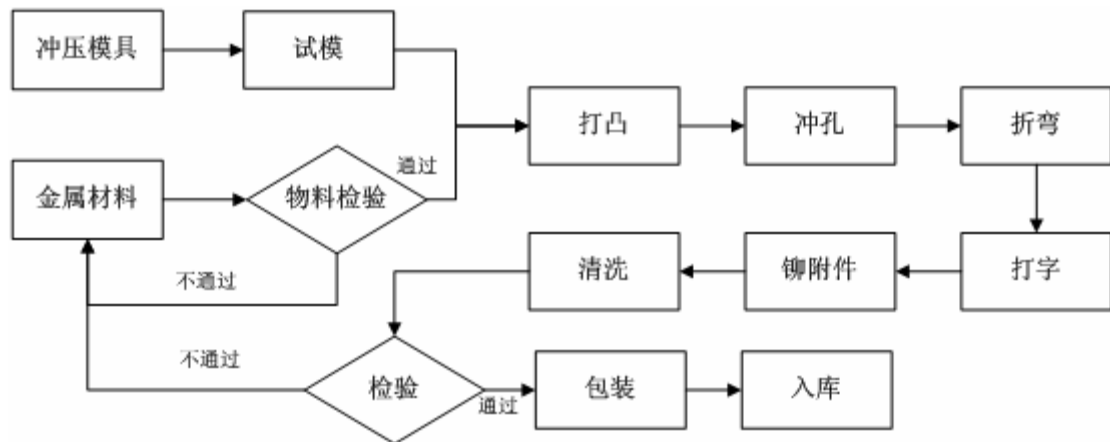 冲压模具
试模
打凸
冲孔
折弯
通过
金属材料
物料检验
不通过
清洗
铆附件
打字
不通过
检验
通过
包装
入库